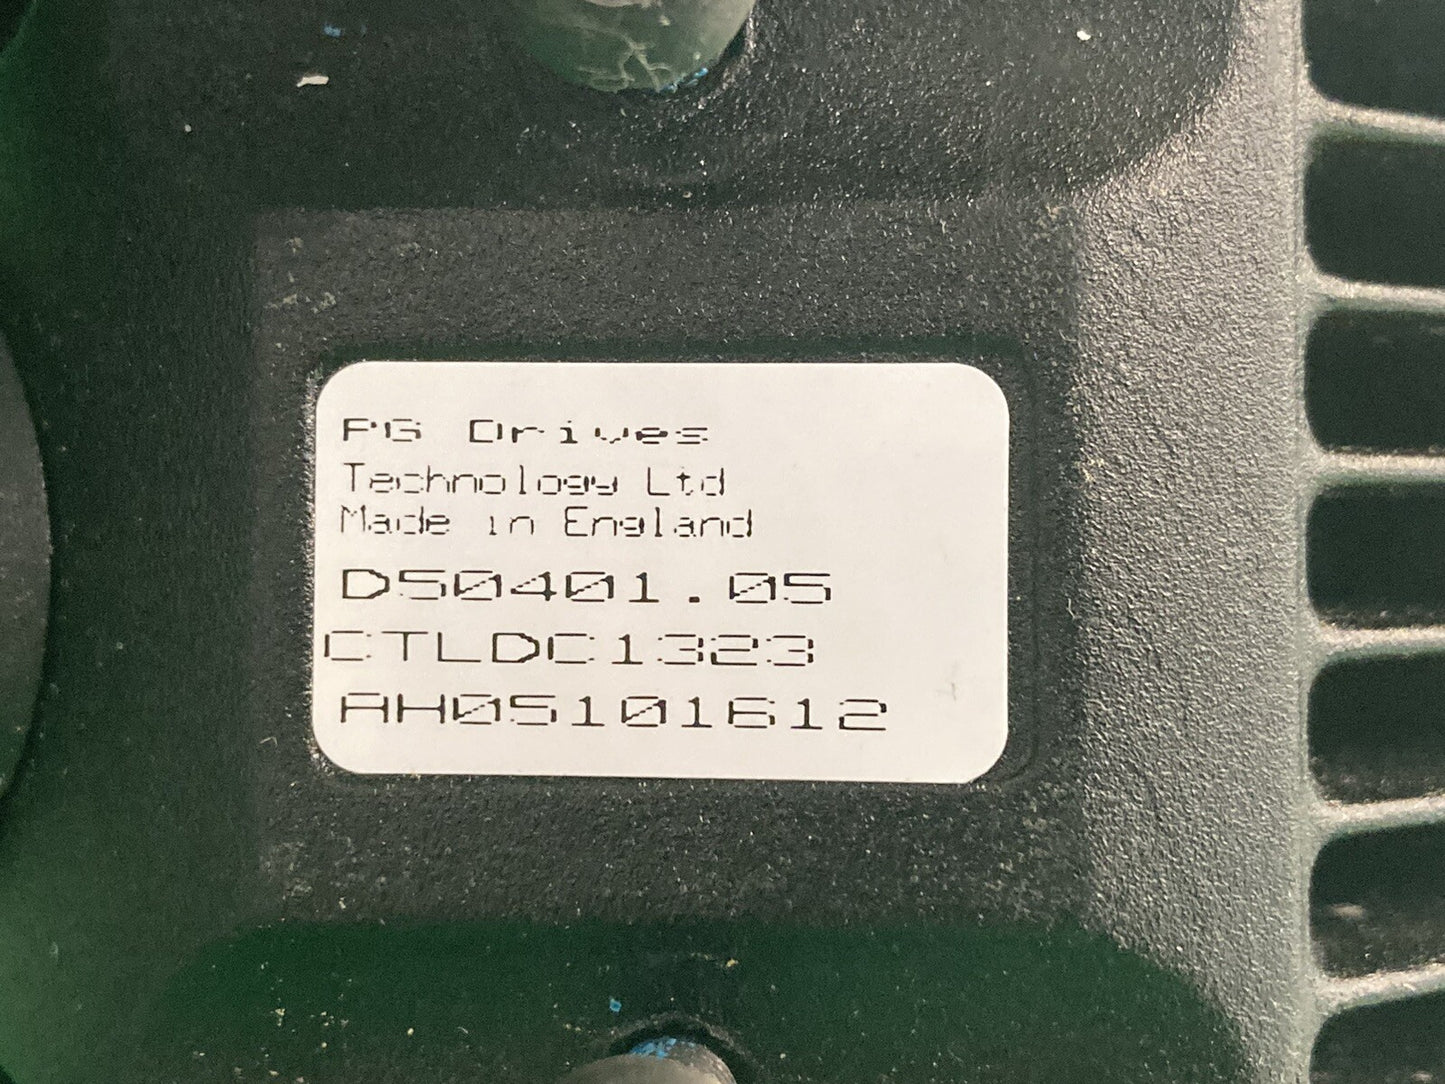 PG Drives
Technology Ltd
Made in England
D50401.05
CTLDC1323
AH05101612